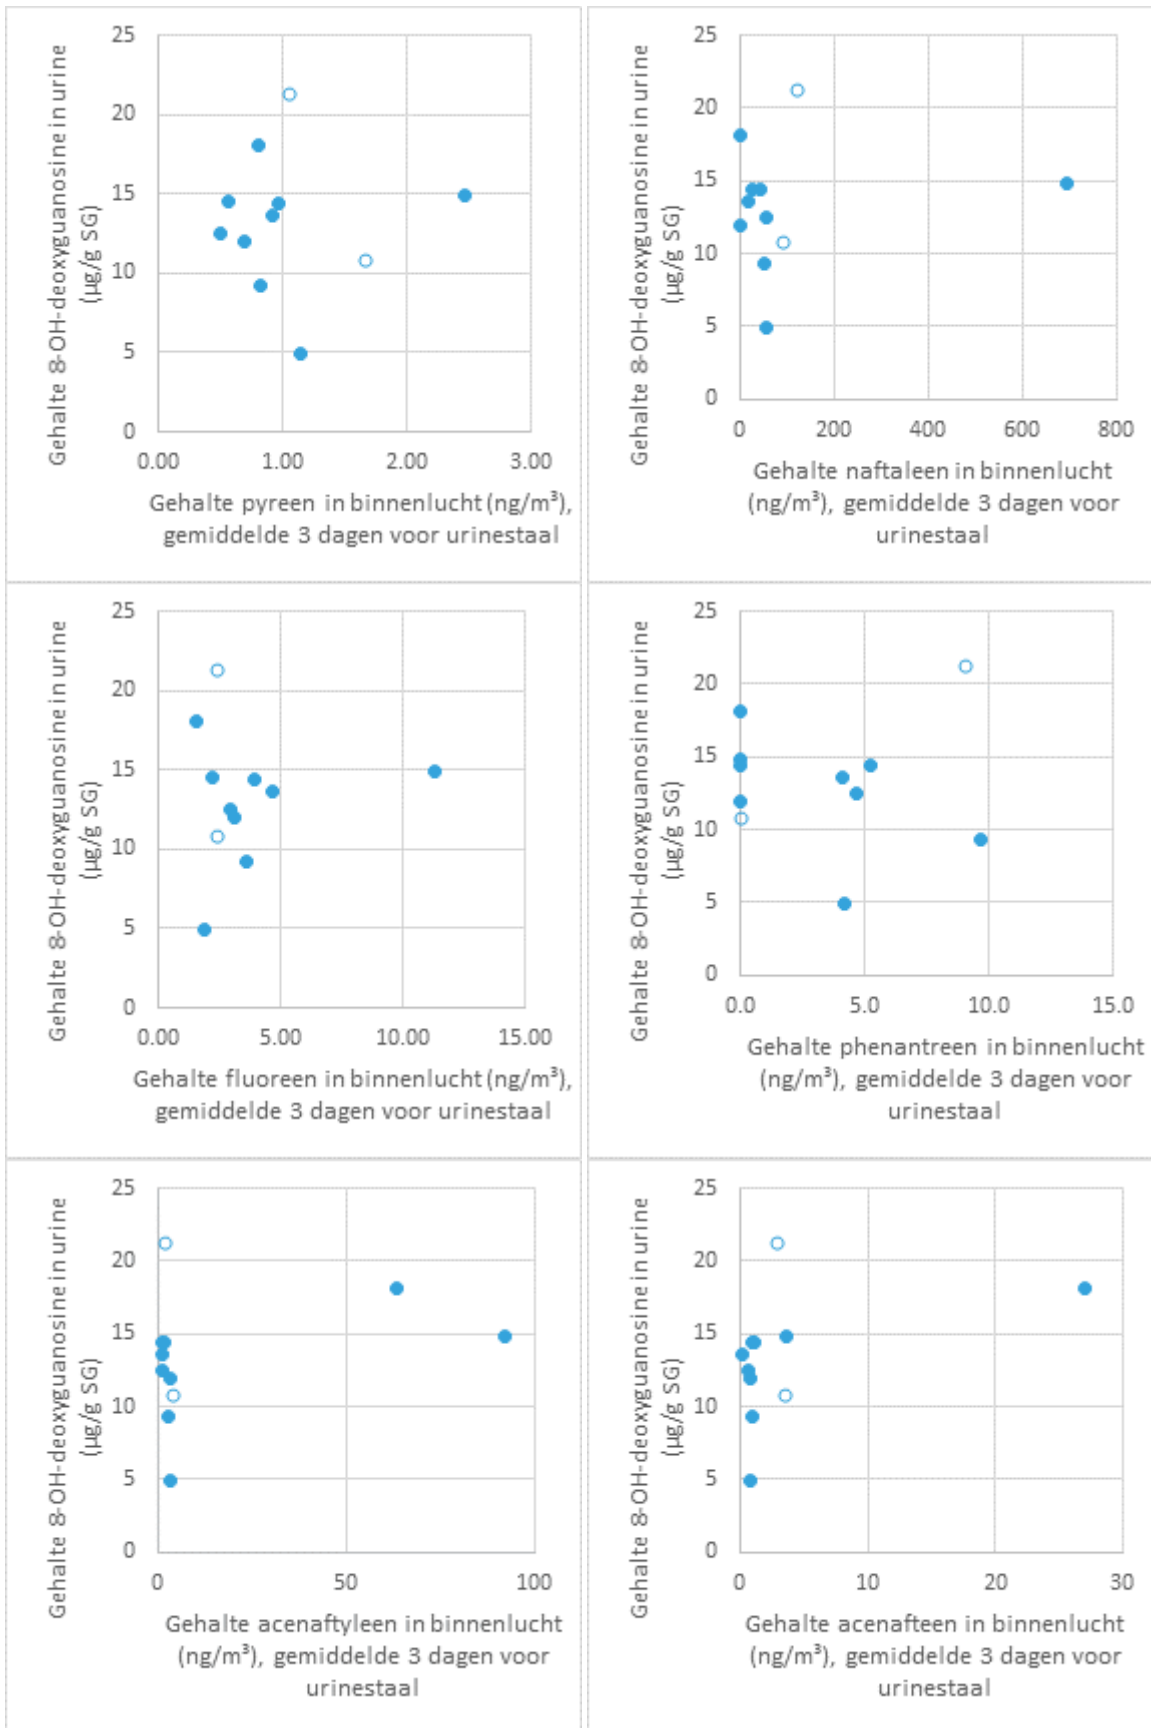 Gehalte 8-OH-deoxyguanosine in urine
(µg/g SG)
25
20
15
10
5
0
0.00 1.00 2.00 3.00
Gehalte pyreen in binnenlucht (ng/m³),
gemiddelde 3 dagen voor urinestaal
Gehalte 8-OH-deoxyguanosine in urine
(µg/g SG)
25
20
15
10
5
0
0 200 400 600 800
Gehalte naftaleen in binnenlucht
(ng/m³), gemiddelde 3 dagen voor
urinestaal
Gehalte 8-OH-deoxyguanosine in urine
(µg/g SG)
25
20
15
10
5
0
0.00 5.00 10.00 15.00
Gehalte fluoreen in binnenlucht (ng/m³),
gemiddelde 3 dagen voor urinestaal
Gehalte 8-OH-deoxyguanosine in urine
(µg/g SG)
25
20
15
10
5
0
0.0 5.0 10.0 15.0
Gehalte phenantreen in binnenlucht
(ng/m³), gemiddelde 3 dagen voor
urinestaal
Gehalte 8-OH-deoxyguanosine in urine
(µg/g SG)
25
20
15
10
5
0
0 50 100
Gehalte acenaftyleen in binnenlucht
(ng/m³), gemiddelde 3 dagen voor
urinestaal
Gehalte 8-OH-deoxyguanosine in urine
(µg/g SG)
25
20
15
10
5
0
0 10 20 30
Gehalte acenafteen in binnenlucht
(ng/m³), gemiddelde 3 dagen voor
urinestaal